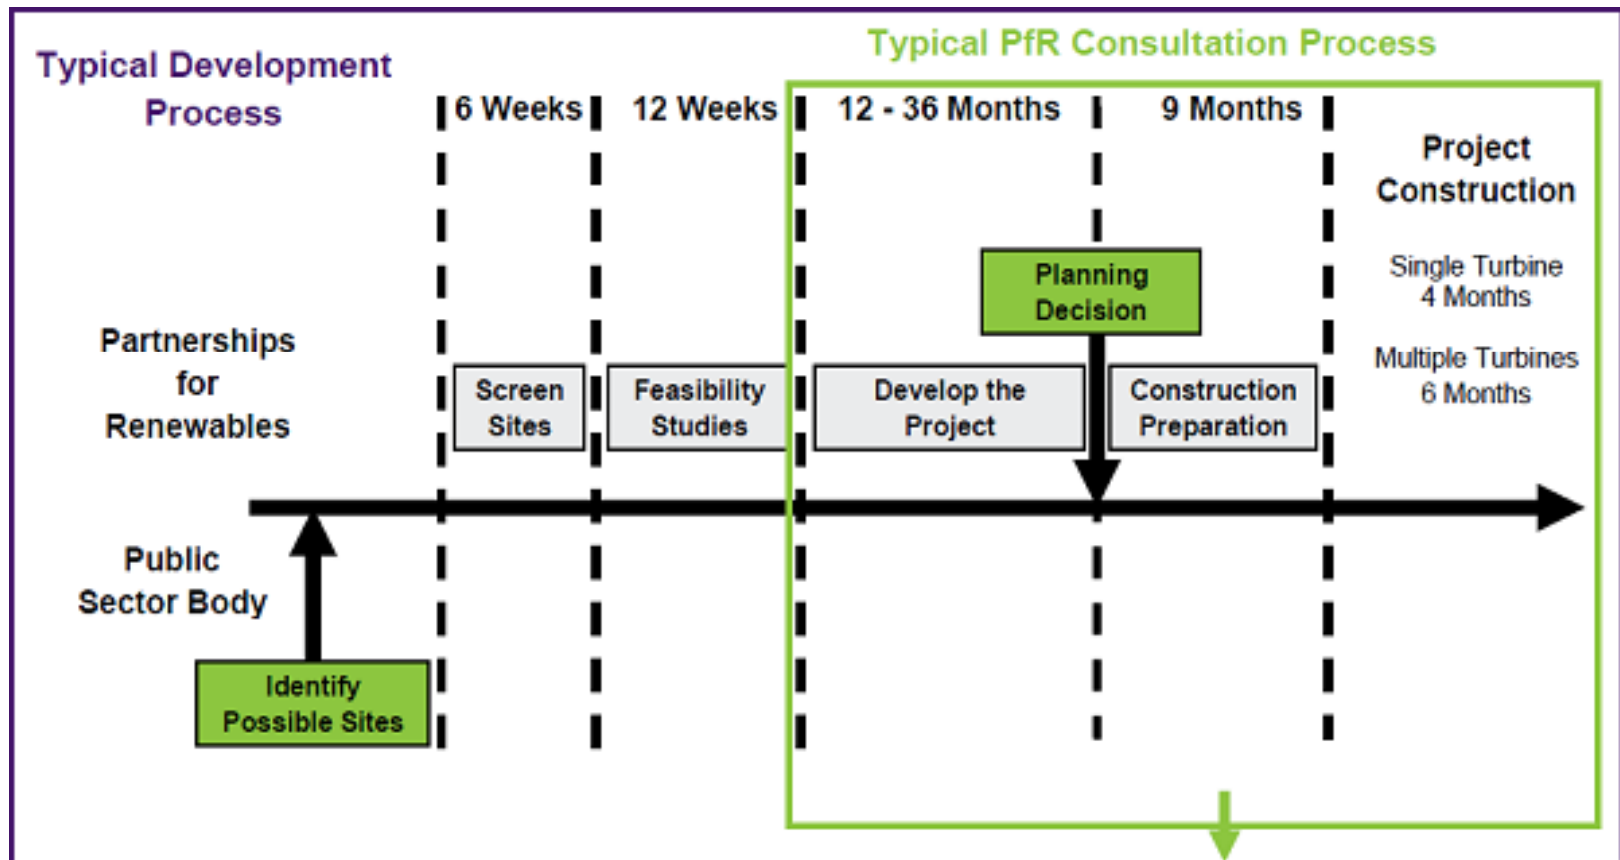 Typical Development
Process
Typical PfR Consultation Process
6 Weeks
12 Weeks
12 - 36 Months
9 Months
Project
Construction
Single Turbine
4 Months
Multiple Turbines
6 Months
Planning
Decision
Partnerships
for
Renewables
Screen
Sites
Feasibility
Studies
Develop the
Project
Construction
Preparation
Public
Sector Body
Identify
Possible Sites